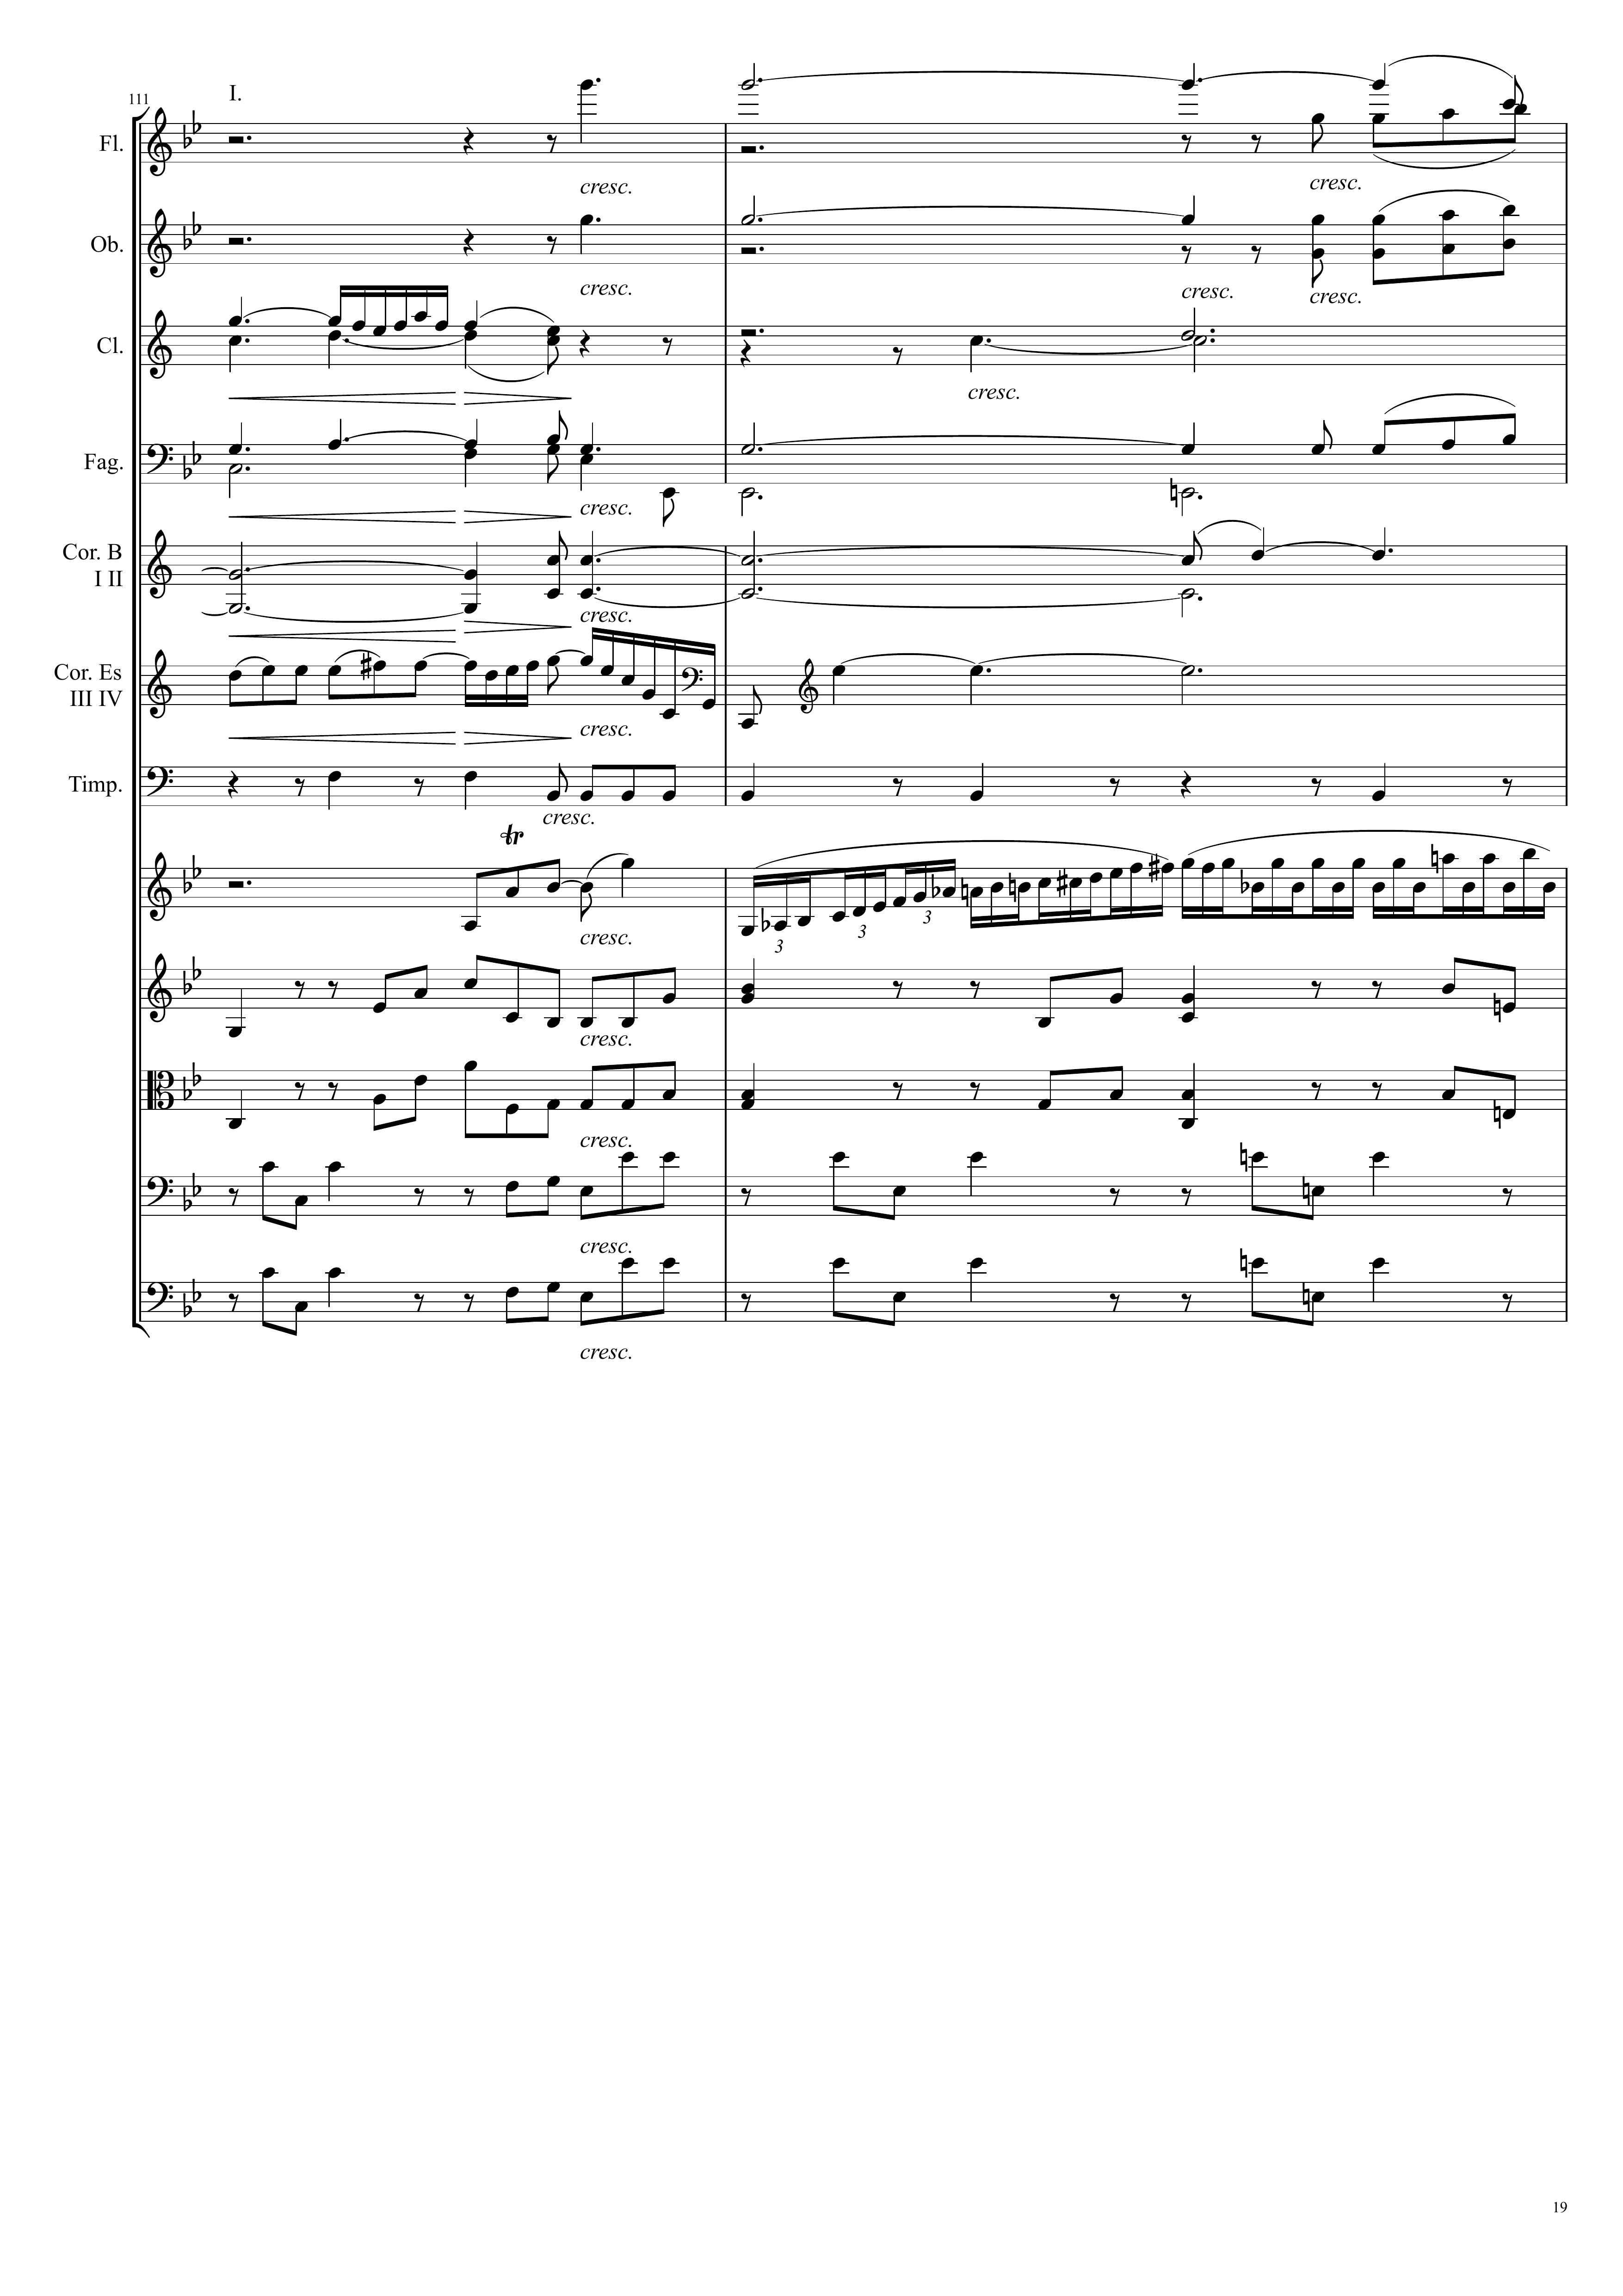 111
I.
Fl.
cresc.
cresc.
Ob.
cresc.
cresc.
cresc.
Cl.
cresc.
Fag.
cresc.
Cor. B
I II
cresc.
Cor. Es
III IV
cresc.
Timp.
cresc.
tr
3
3
3
cresc.
cresc.
cresc.
cresc.
cresc.
19